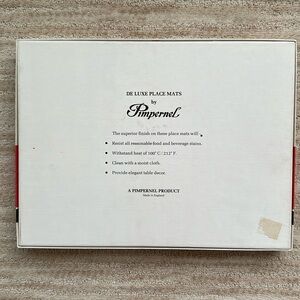 DE LUXE PLACE MATS
by
Pimpernel
The superior finish on these place mats will:
• Resist all reasonable food and beverage stains.
• Withstand heat of 100° C / 212° F.
• Clean with a moist cloth.
• Provide elegant table decor.
A PIMPERNEL PRODUCT
Made in England